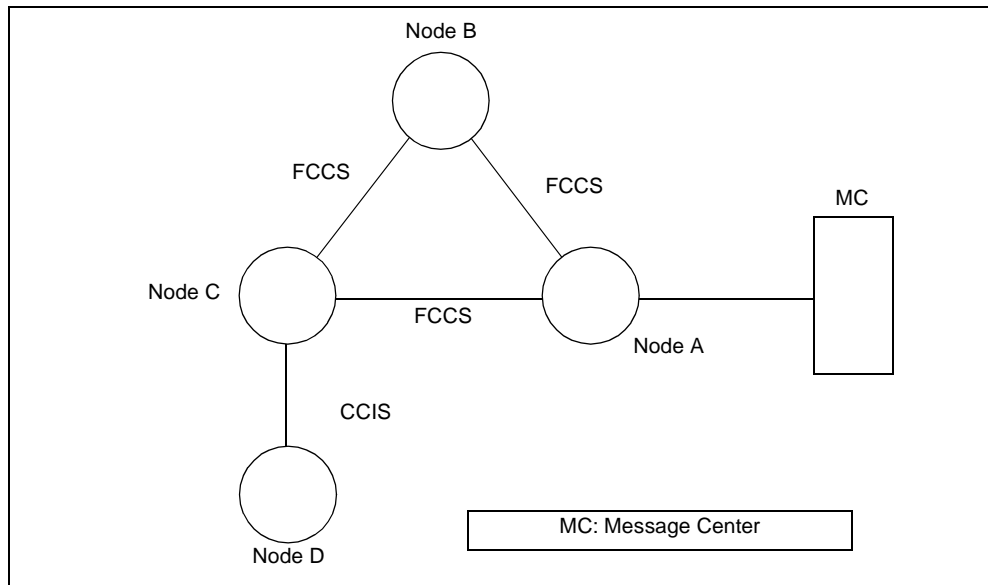 Node B
FCCS
FCCS
MC
Node C
FCCS
Node A
CCIS
MC: Message Center
Node D